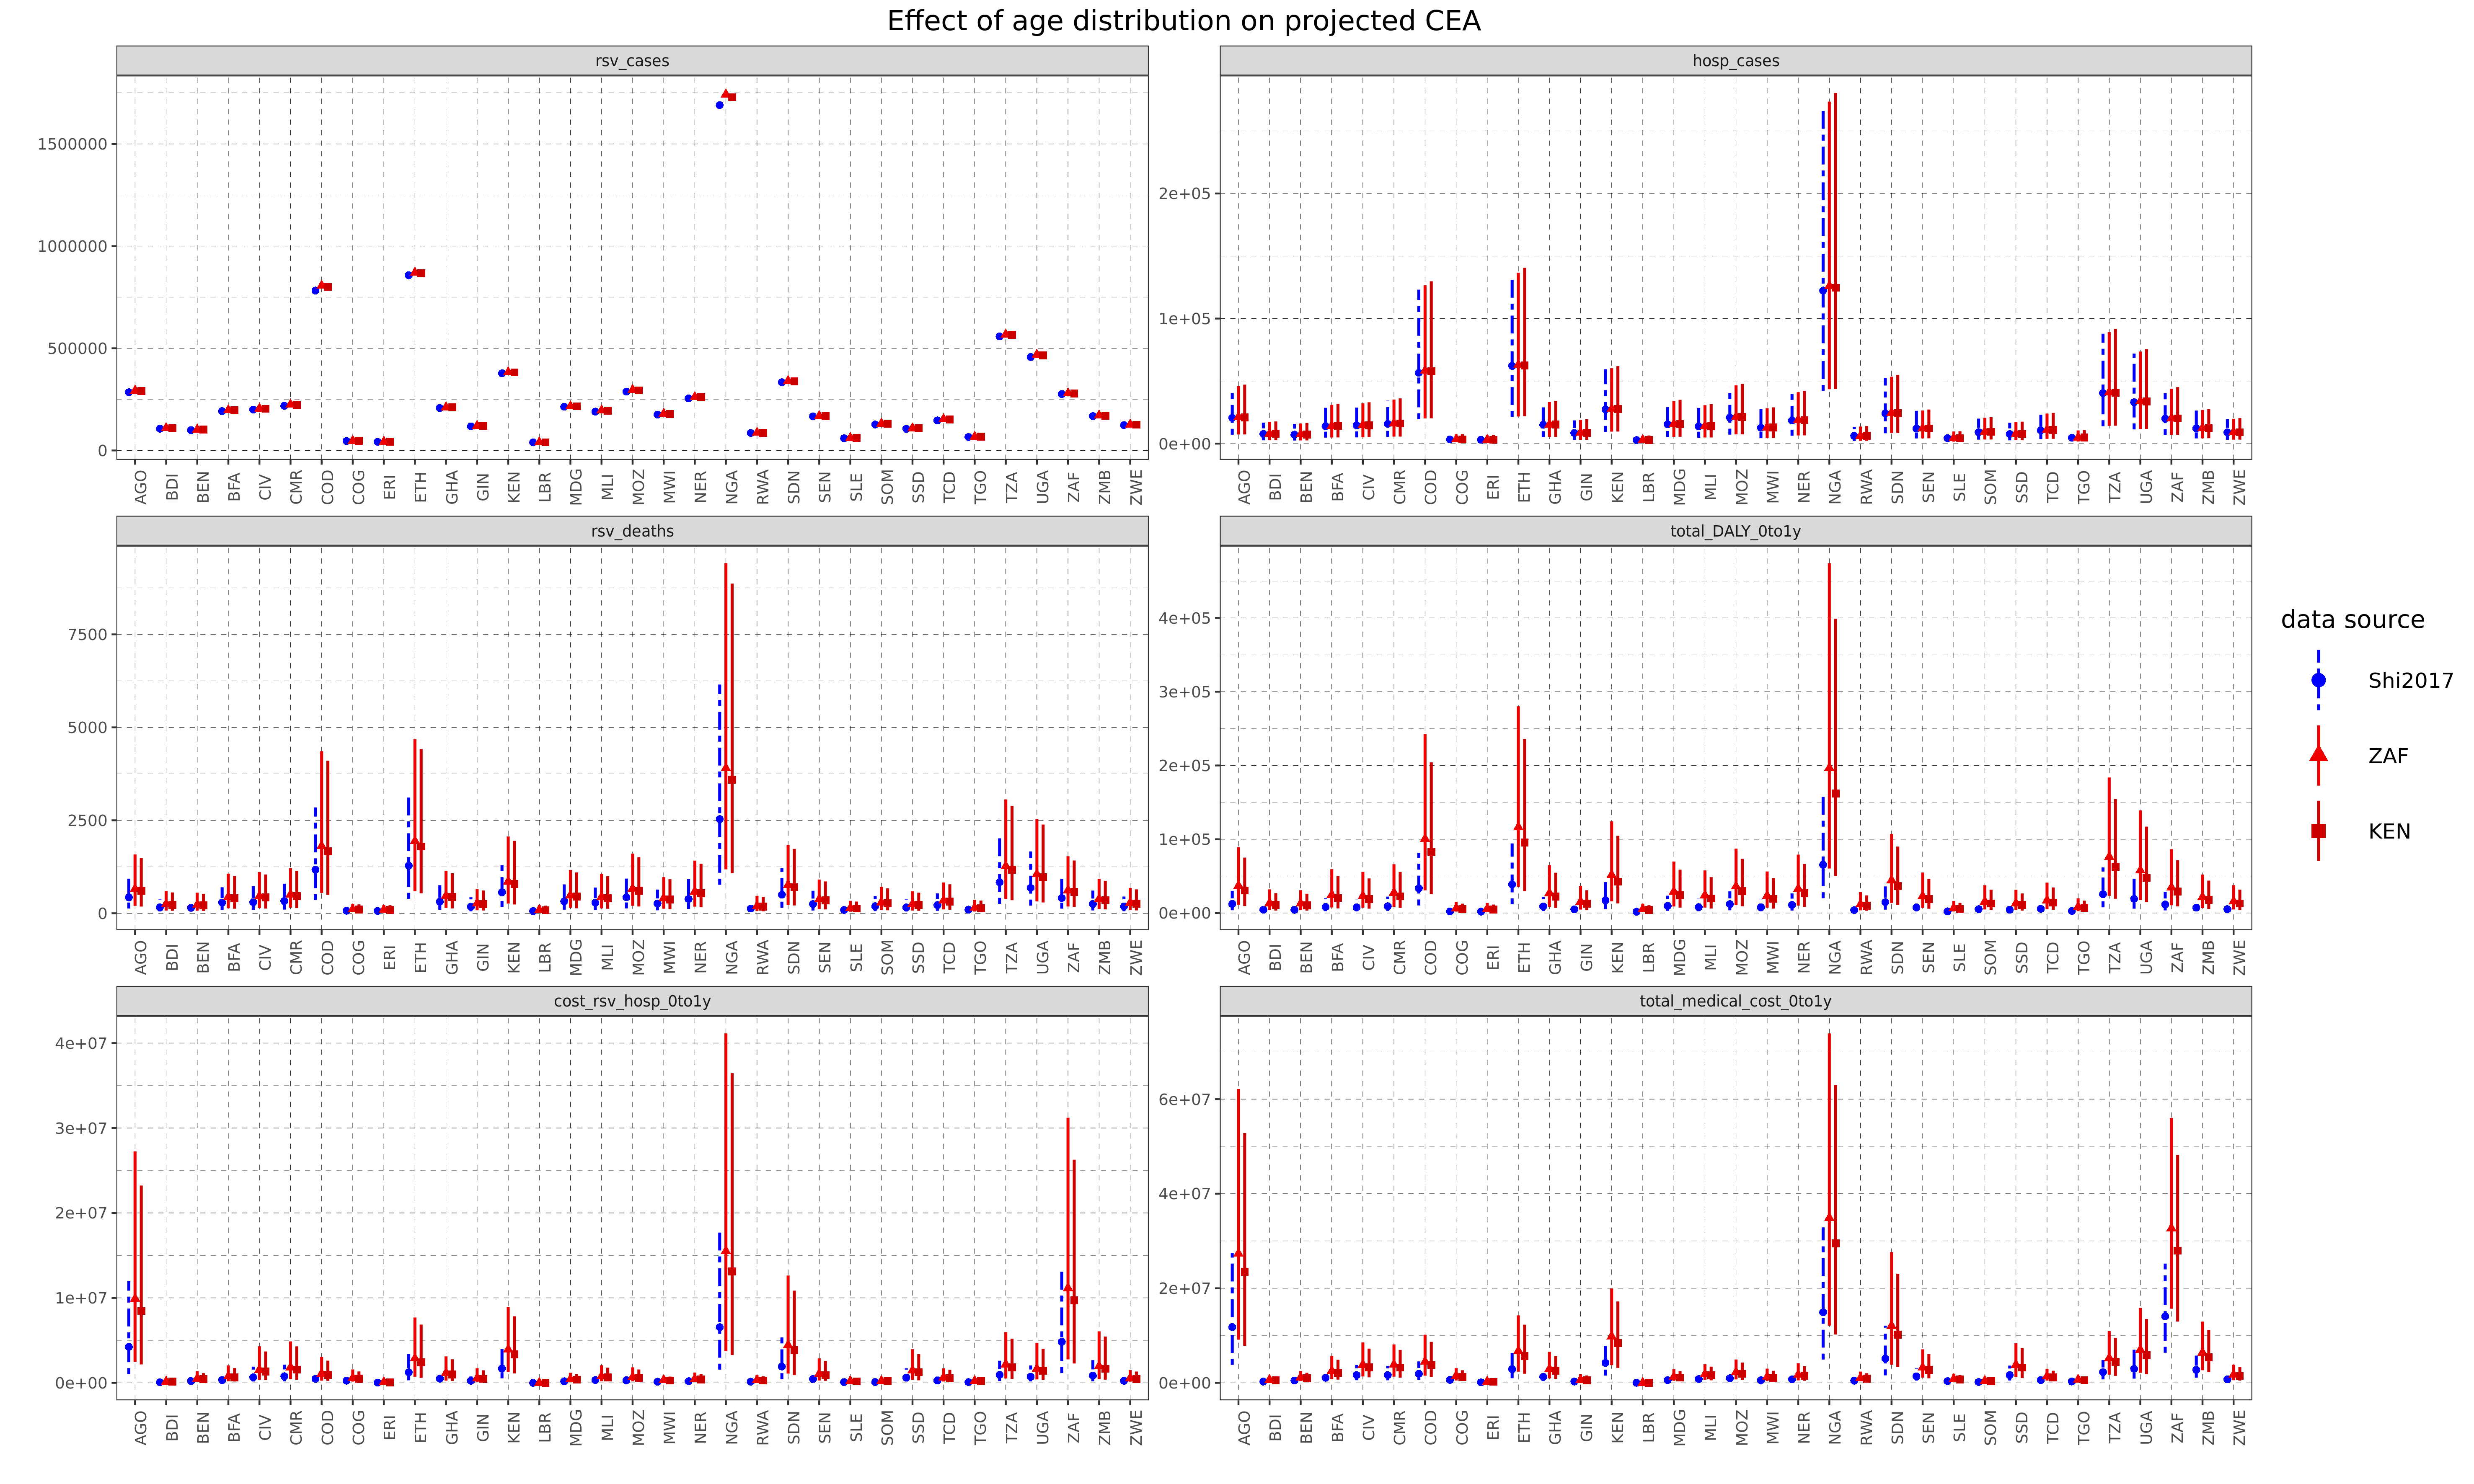 Effect of age distribution on projected CEA
rsv_cases
1500000
1000000
500000
0
AGO BDI BEN BFA CIV CMR COD COG ERI ETH GHA GIN KEN LBR MDG MLI MOZ MWI NER NGA RWA SDN SEN SLE SOM SSD TCD TGO TZA UGA ZAF ZMB ZWE
hosp_cases
2e+05
1e+05
0e+00
AGO BDI BEN BFA CIV CMR COD COG ERI ETH GHA GIN KEN LBR MDG MLI MOZ MWI NER NGA RWA SDN SEN SLE SOM SSD TCD TGO TZA UGA ZAF ZMB ZWE
rsv_deaths
7500
5000
2500
0
AGO BDI BEN BFA CIV CMR COD COG ERI ETH GHA GIN KEN LBR MDG MLI MOZ MWI NER NGA RWA SDN SEN SLE SOM SSD TCD TGO TZA UGA ZAF ZMB ZWE
total_DALY_0to1y
4e+05
3e+05
2e+05
1e+05
0e+00
AGO BDI BEN BFA CIV CMR COD COG ERI ETH GHA GIN KEN LBR MDG MLI MOZ MWI NER NGA RWA SDN SEN SLE SOM SSD TCD TGO TZA UGA ZAF ZMB ZWE
cost_rsv_hosp_0to1y
4e+07
3e+07
2e+07
1e+07
0e+00
AGO BDI BEN BFA CIV CMR COD COG ERI ETH GHA GIN KEN LBR MDG MLI MOZ MWI NER NGA RWA SDN SEN SLE SOM SSD TCD TGO TZA UGA ZAF ZMB ZWE
total_medical_cost_0to1y
6e+07
4e+07
2e+07
0e+00
AGO BDI BEN BFA CIV CMR COD COG ERI ETH GHA GIN KEN LBR MDG MLI MOZ MWI NER NGA RWA SDN SEN SLE SOM SSD TCD TGO TZA UGA ZAF ZMB ZWE
data source
Shi2017
ZAF
KEN